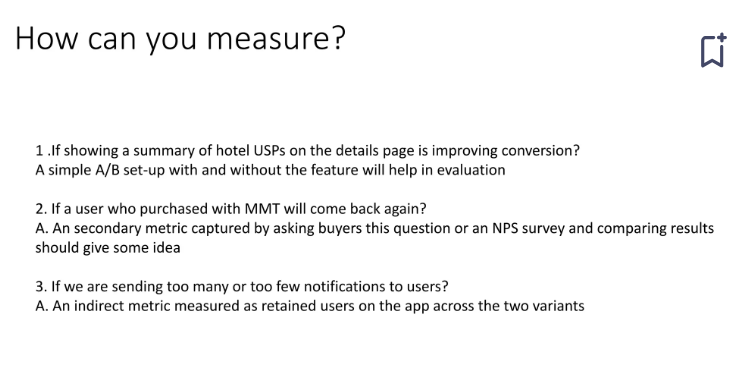 How can you measure?
1 .If showing a summary of hotel USPs on the details page is improving conversion?
A simple A/B set-up with and without the feature will help in evaluation
2. If a user who purchased with MMT will come back again?
A. An secondary metric captured by asking buyers this question or an NPS survey and comparing results
should give some idea
3. If we are sending too many or too few notifications to users?
A. An indirect metric measured as retained users on the app across the two variants